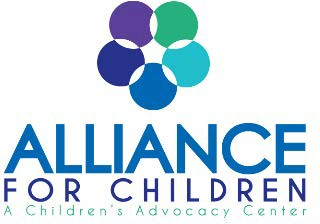 ALLIANCE
FOR CHILDREN
A Children's Advocacy Center